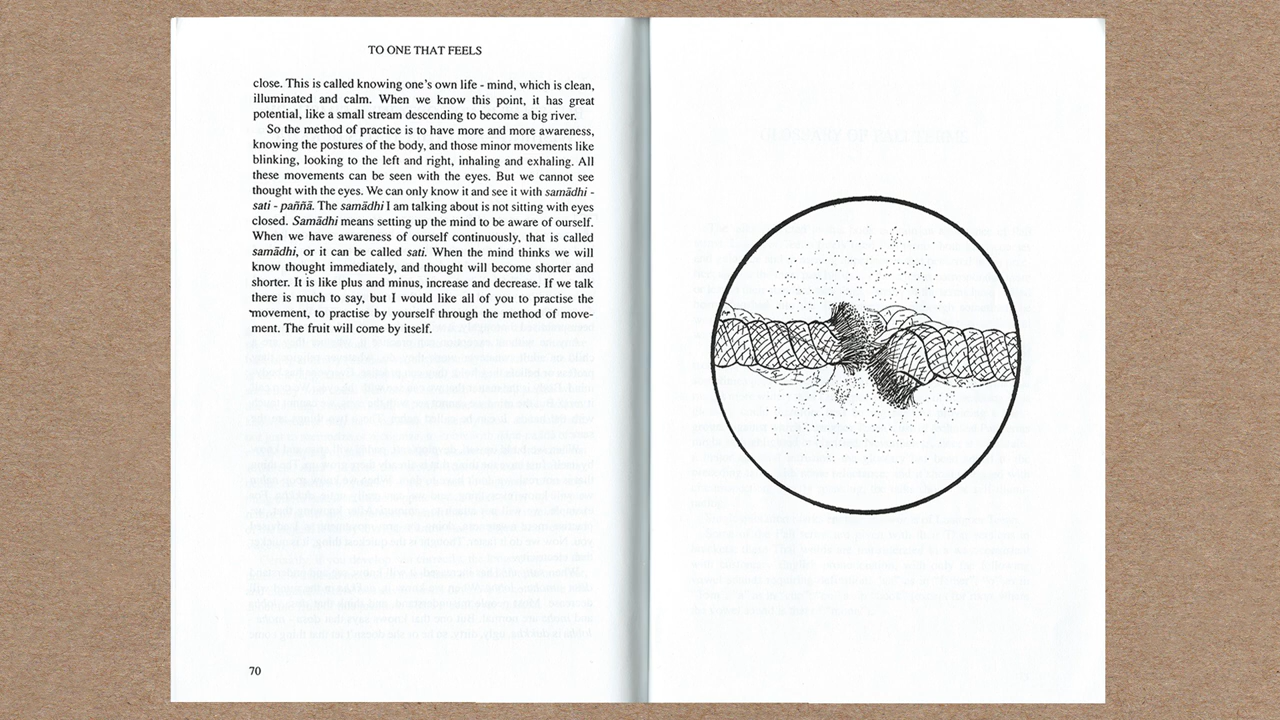 TO ONE THAT FEELS
close. This is called knowing one's own life - mind, which is clean,
illuminated and calm. When we know this point, it has great
potential, like a small stream descending to become a big river.
So the method of practice is to have more and more awareness,
knowing the postures of the body, and those minor movements like
blinking, looking to the left and right, inhaling and exhaling. All
these movements can be seen with the eyes. But we cannot see
thought with the eyes. We can only know it and see it with samādhi -
sati - paññā. The samādhi I am talking about is not sitting with eyes
closed. Samādhi means setting up the mind to be aware of ourself.
When we have awareness of ourself continuously, that is called
samādhi, or it can be called sati. When the mind thinks we will
know thought immediately, and thought will become shorter and
shorter. It is like plus and minus, increase and decrease. If we talk
there is much to say, but I would like all of you to practise the
movement, to practise by yourself through the method of move-
ment. The fruit will come by itself.
70